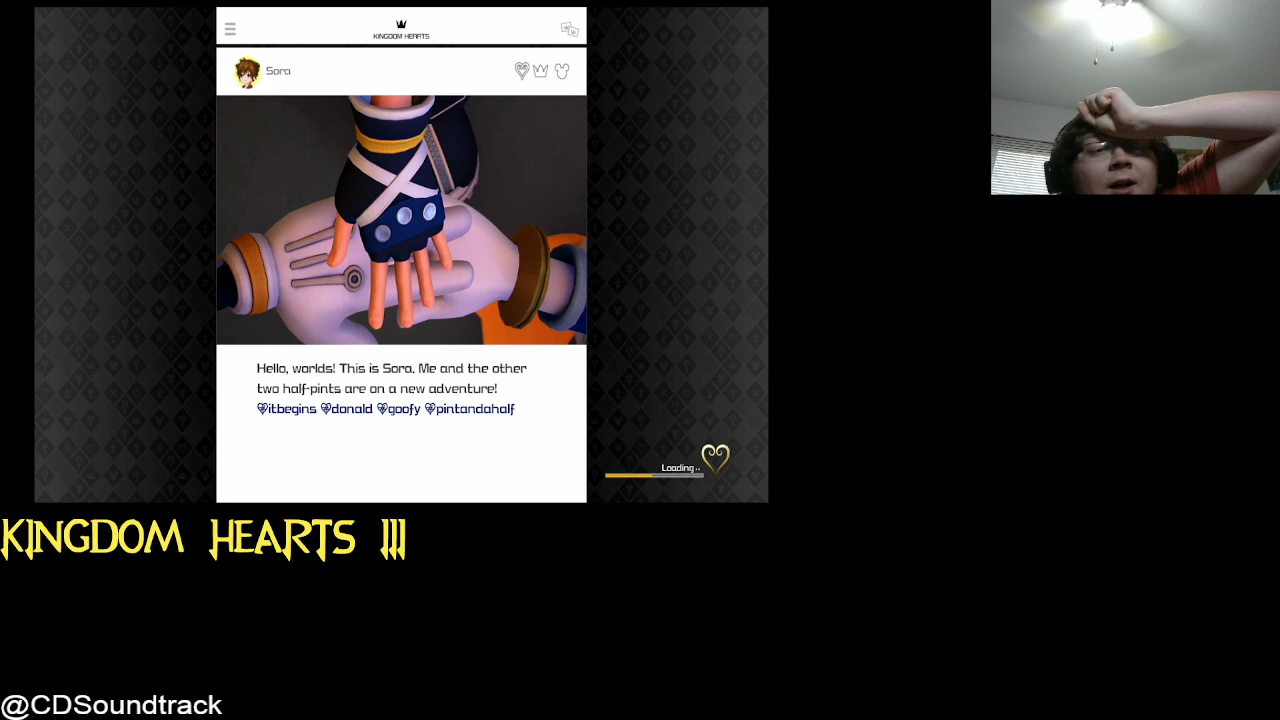 KINGDOM HEARTS
Sora
Hello, worlds! This is Sora. Me and the other
two half-pints are on a new adventure!
itbegins donald goofy pintandahalf
Loading..
KINGDOM HEARTS III
@CDSoundtrack